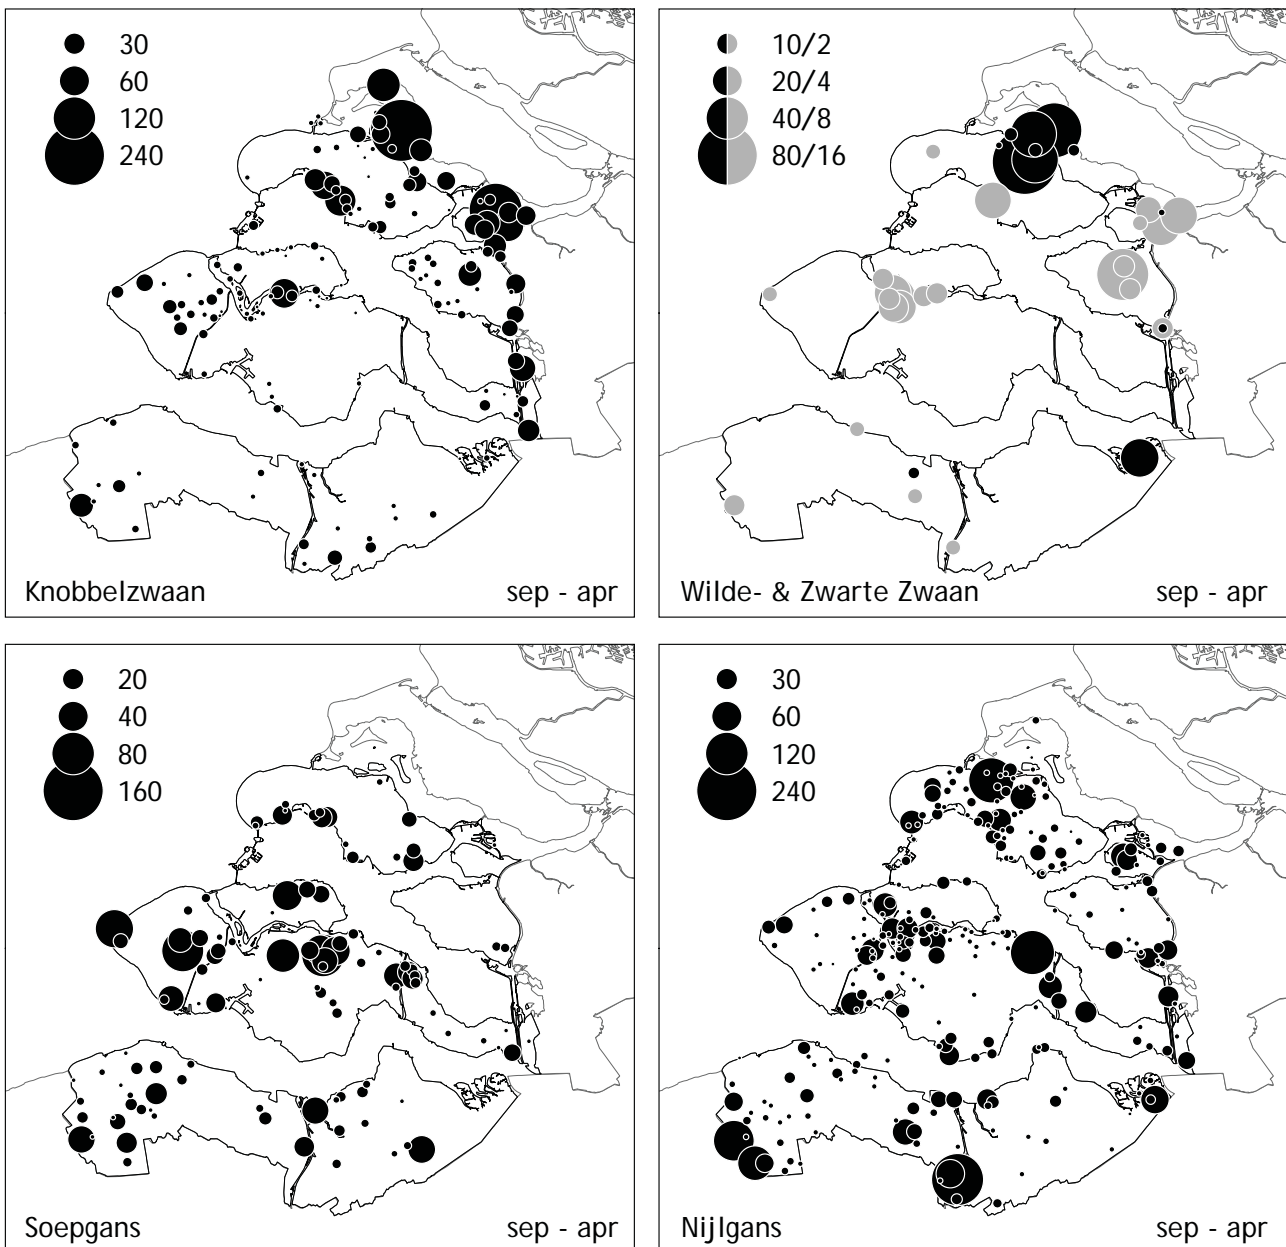 30
60
120
240
Knobbelzwaan
sep - apr
10/2
20/4
40/8
80/16
Wilde- & Zwarte Zwaan
sep - apr
20
40
80
160
Soepgans
sep - apr
30
60
120
240
Nijlgans
sep - apr